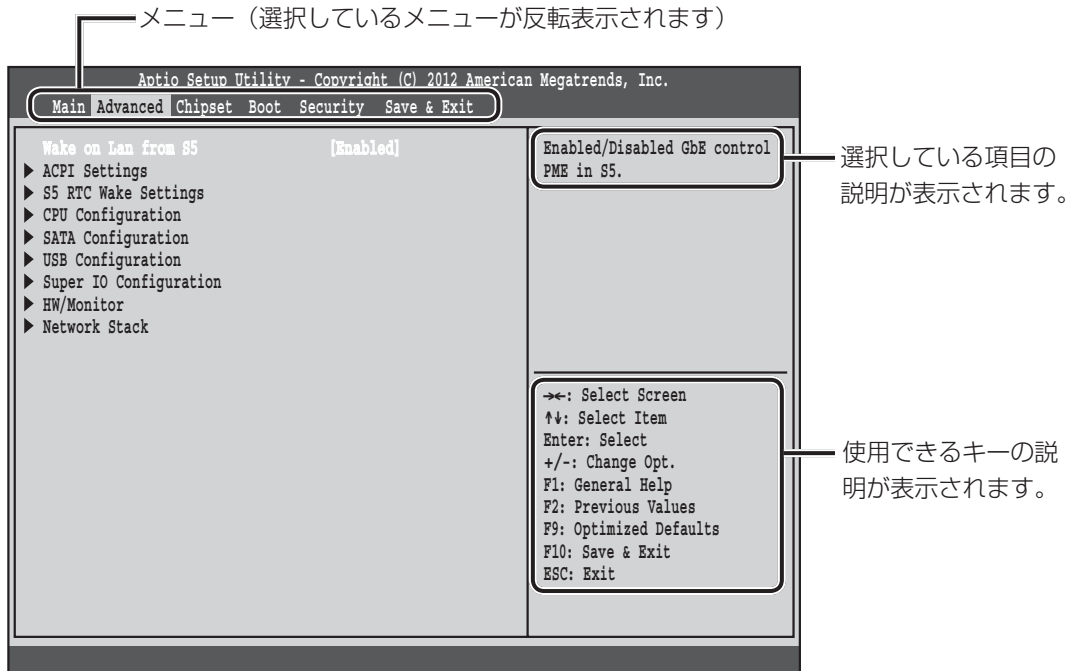 メニュー（選択しているメニューが反転表示されます）
Aptio Setup Utility - Copyright (C) 2012 American Megatrends, Inc.
Main Advanced Chipset Boot Security Save & Exit
Wake on Lan from S5 [Enabled]
▶ ACPI Settings
▶ S5 RTC Wake Settings
▶ CPU Configuration
▶ SATA Configuration
▶ USB Configuration
▶ Super IO Configuration
▶ HW/Monitor
▶ Network Stack
Enabled/Disabled GbE control
PME in S5.
選択している項目の
説明が表示されます。
→←: Select Screen
↑↓: Select Item
Enter: Select
+/-: Change Opt.
F1: General Help
F2: Previous Values
F9: Optimized Defaults
F10: Save & Exit
ESC: Exit
使用できるキーの説
明が表示されます。